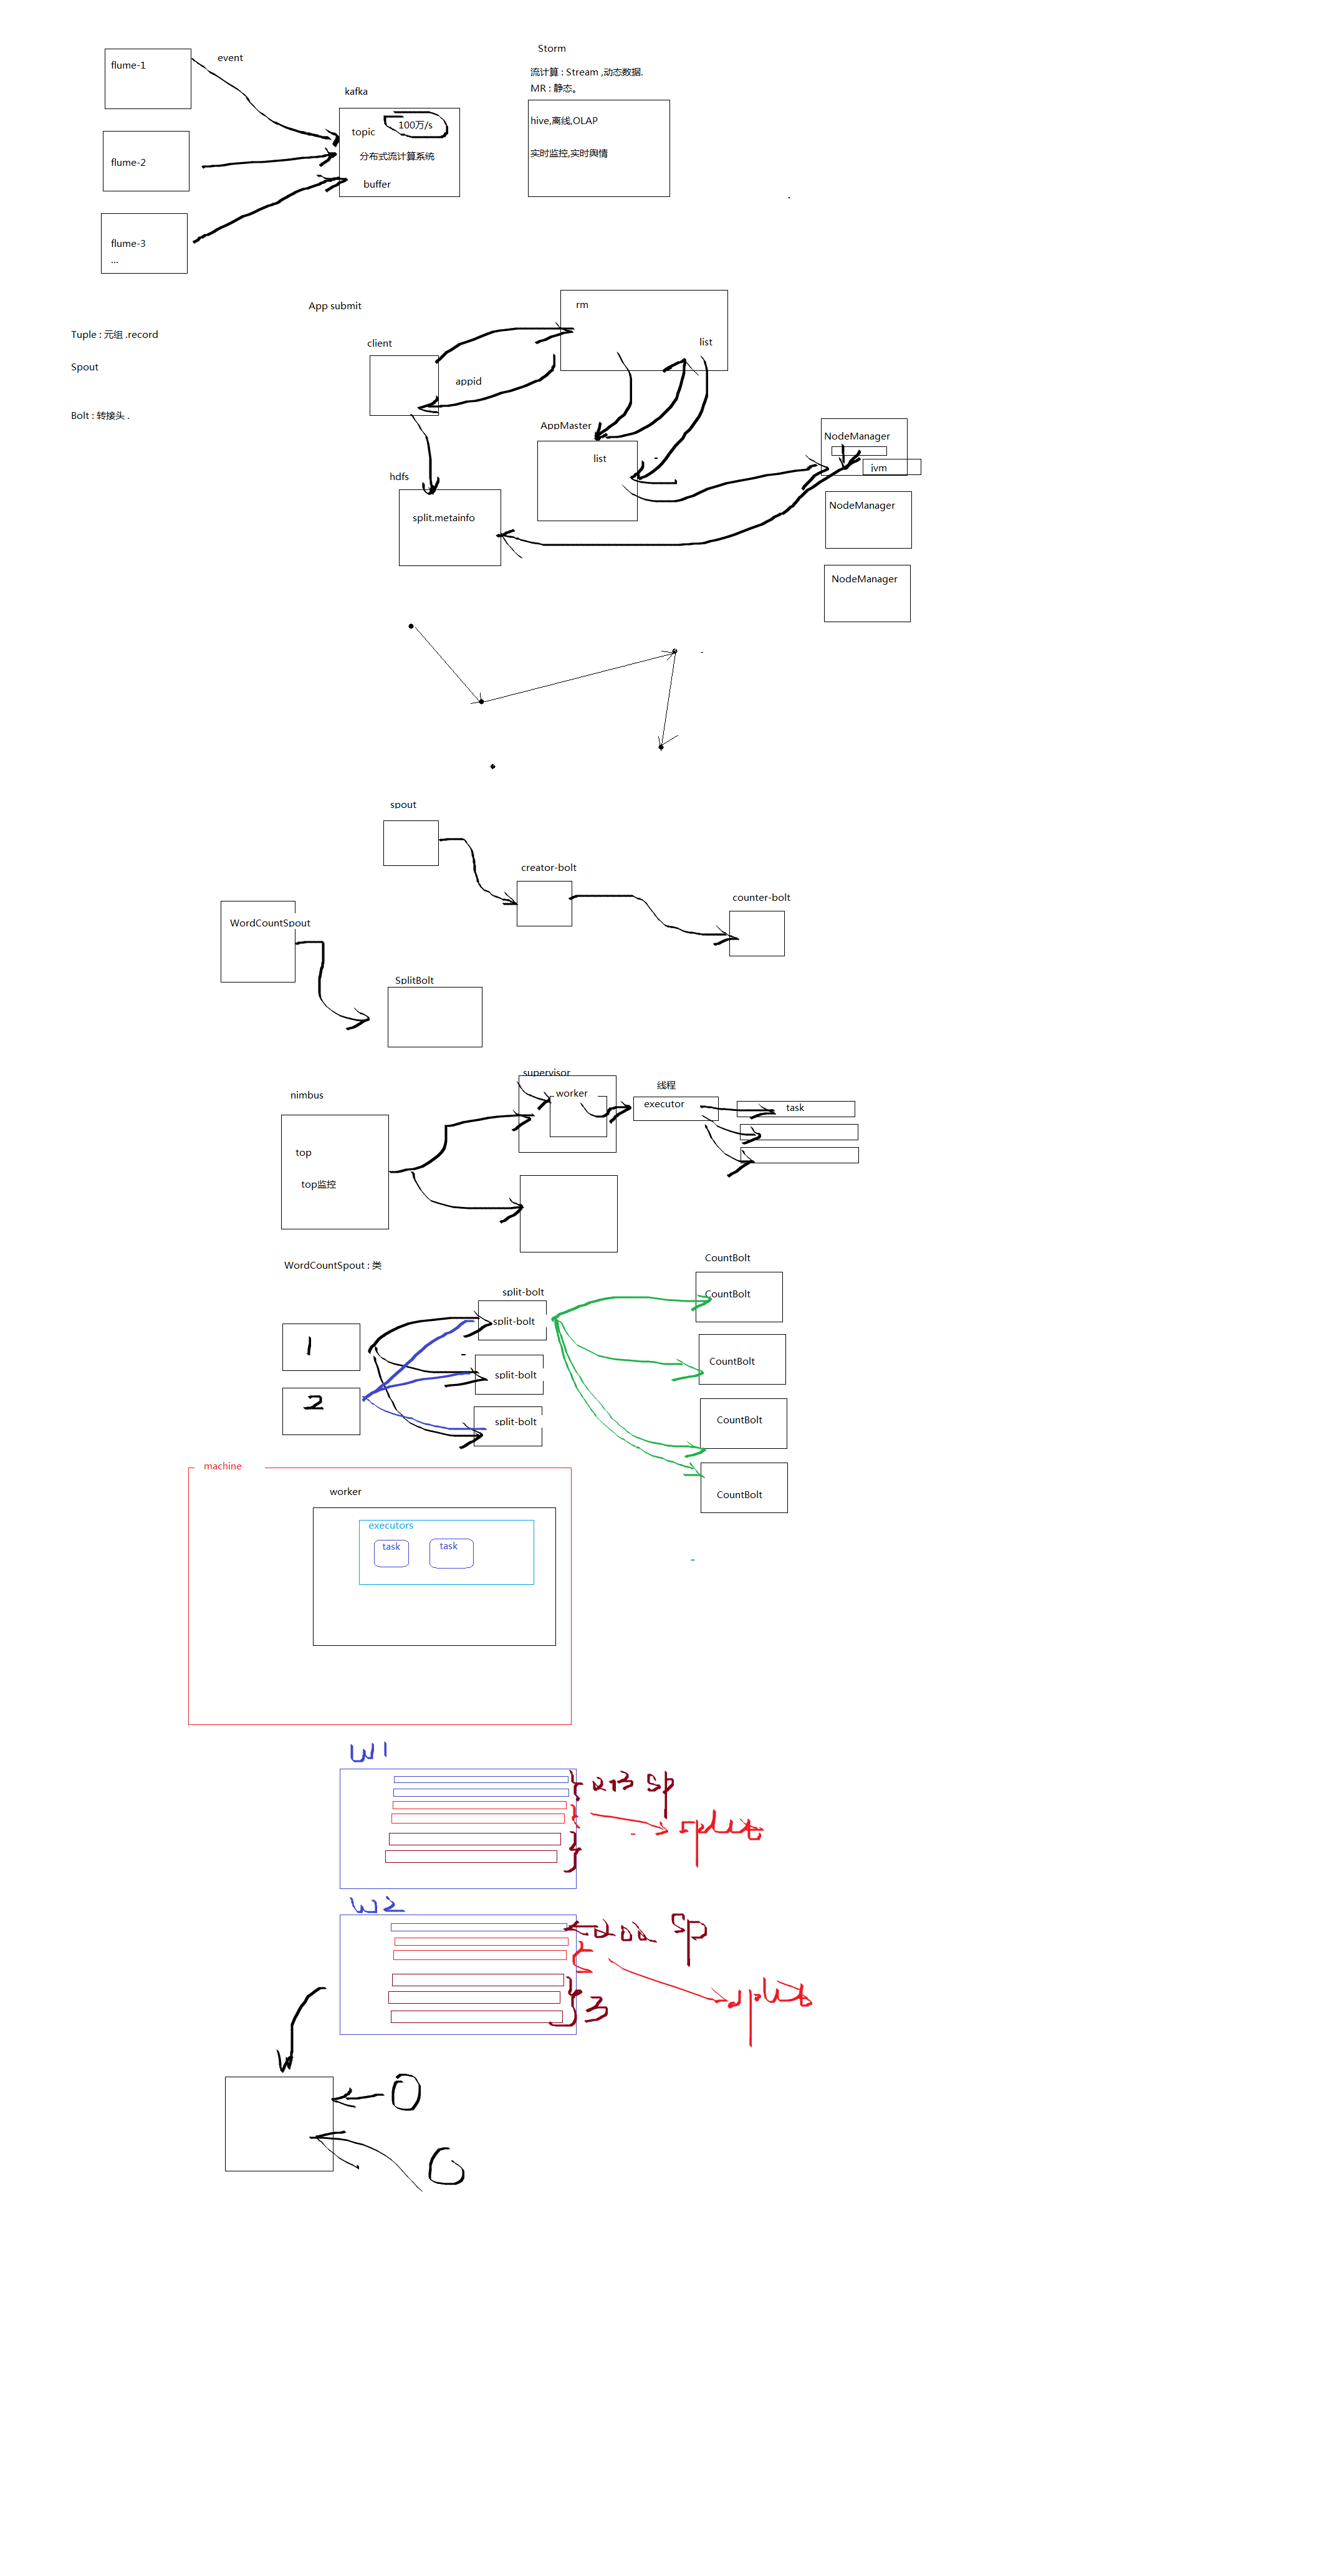 Storm
flume-1
event
流计算 : Stream ,动态数据.
MR : 静态。
kafka
topic
100万/s
hive,离线,OLAP
分布式流计算系统
实时监控,实时舆情
flume-2
buffer
flume-3
...
App submit
rm
Tuple : 元组 .record
client
list
Spout
appid
Bolt : 转接头 .
AppMaster
list
NodeManager
jvm
hdfs
split.metainfo
NodeManager
NodeManager
spout
creator-bolt
counter-bolt
WordCountSpout
SplitBolt
supervisor
线程
nimbus
worker
executor
task
top
top监控
WordCountSpout : 类
CountBolt
split-bolt
CountBolt
split-bolt
1
CountBolt
split-bolt
2
CountBolt
split-bolt
machine
CountBolt
worker
executors
task
task
W1
sp
split
W2
sp
split
3